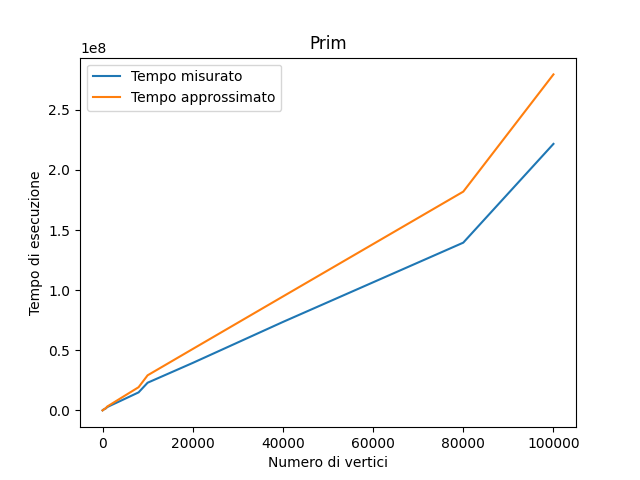 Prim
1e8
Tempo misurato
Tempo approssimato
2.5
2.0
1.5
1.0
0.5
0.0
Tempo di esecuzione
0 20000 40000 60000 80000 100000
Numero di vertici